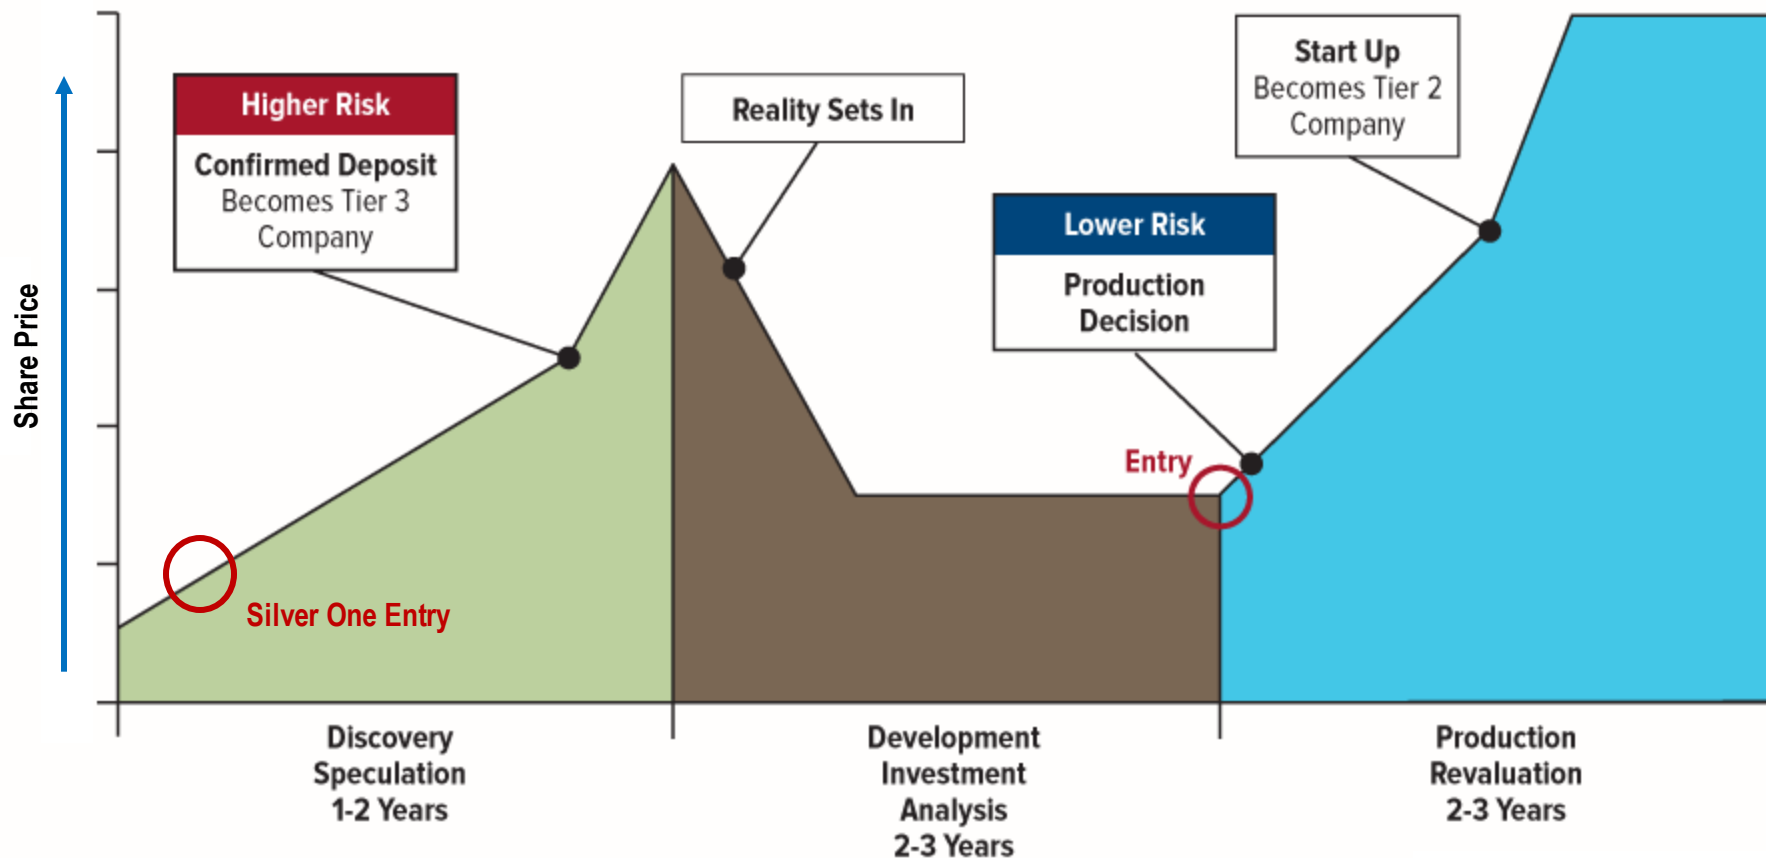 Share Price
Higher Risk
Confirmed Deposit
Becomes Tier 3
Company
Reality Sets In
Start Up
Becomes Tier 2
Company
Lower Risk
Production
Decision
Entry
Silver One Entry
Discovery
Speculation
1-2 Years
Development
Investment
Analysis
2-3 Years
Production
Revaluation
2-3 Years